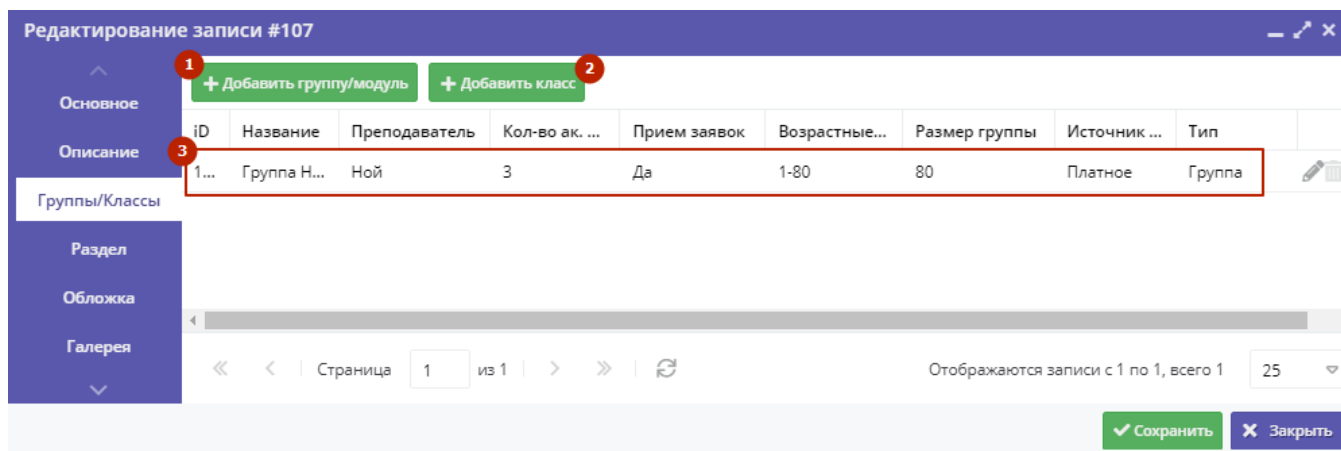 Редактирование записи #107
1
2
Добавить группу/модуль
Добавить класс
Основное
Описание
Группы/Классы
Раздел
Обложка
Галерея
iD Название Преподаватель Кол-во ак. ... Прием заявок Возрастные... Размер группы Источник ... Тип
3
1... Группа Н... Ной 3 Да 1-80 80 Платное Группа
Страница 1 из 1 Отображаются записи с 1 по 1, всего 1 25
Сохранить Закрыть